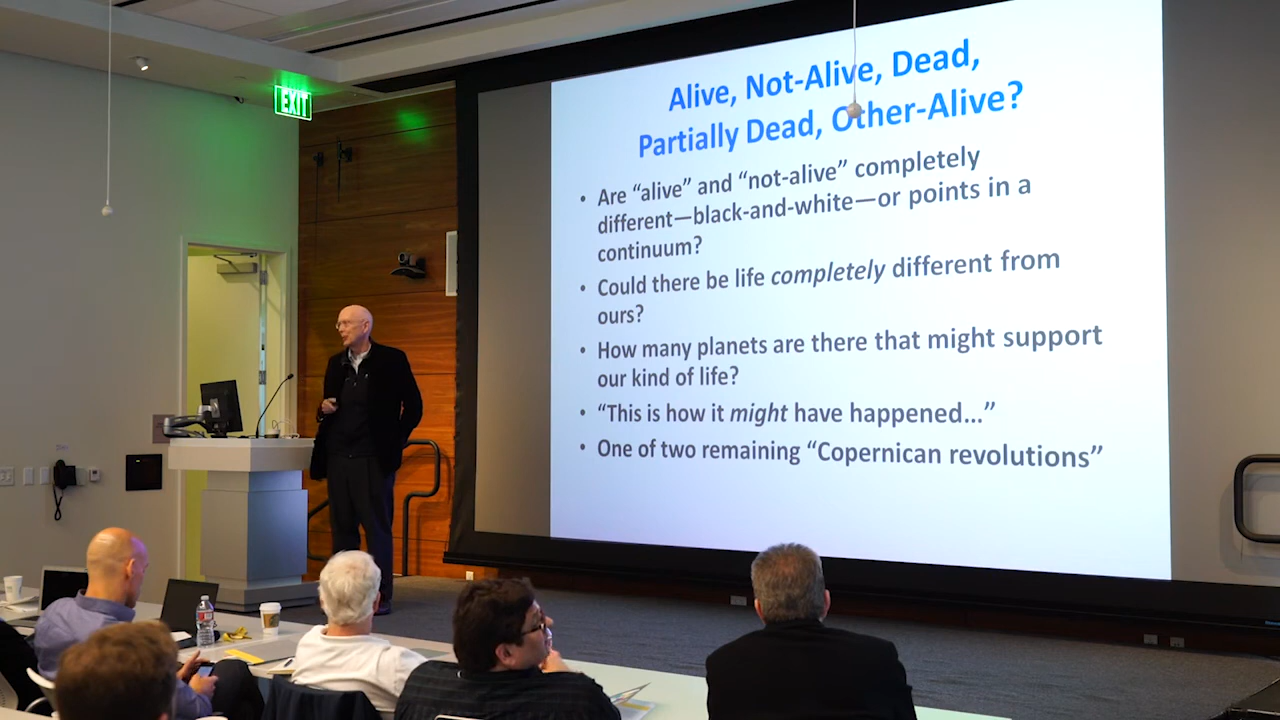 EXIT
Alive, Not-Alive, Dead,
Partially Dead, Other-Alive?
• Are “alive” and “not-alive” completely
different—black-and-white—or points in a
continuum?
• Could there be life completely different from
ours?
• How many planets are there that might support
our kind of life?
• “This is how it might have happened…”
• One of two remaining “Copernican revolutions”